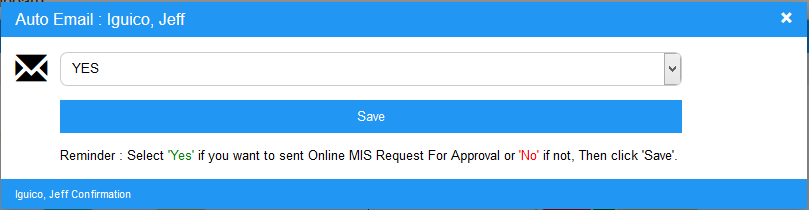 Auto Email : Iguico, Jeff
YES
Save
Reminder : Select 'Yes' if you want to sent Online MIS Request For Approval or 'No' if not, Then click 'Save'.
Iguico, Jeff Confirmation